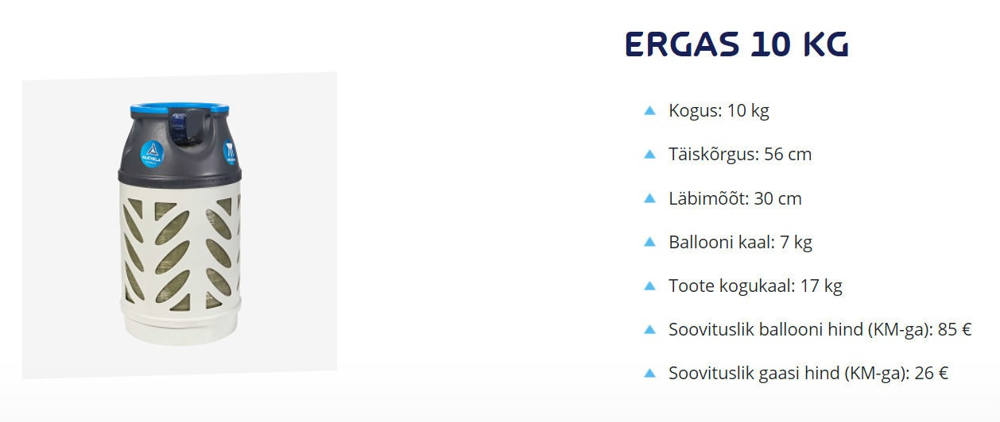 ERGAS 10 KG
Kogus: 10 kg
Täiskõrgus: 56 cm
Läbimõõt: 30 cm
Ballooni kaal: 7 kg
Toote kogukaal: 17 kg
Soovituslik ballooni hind (KM-ga): 85 €
Soovituslik gaasi hind (KM-ga): 26 €
ALEXELA